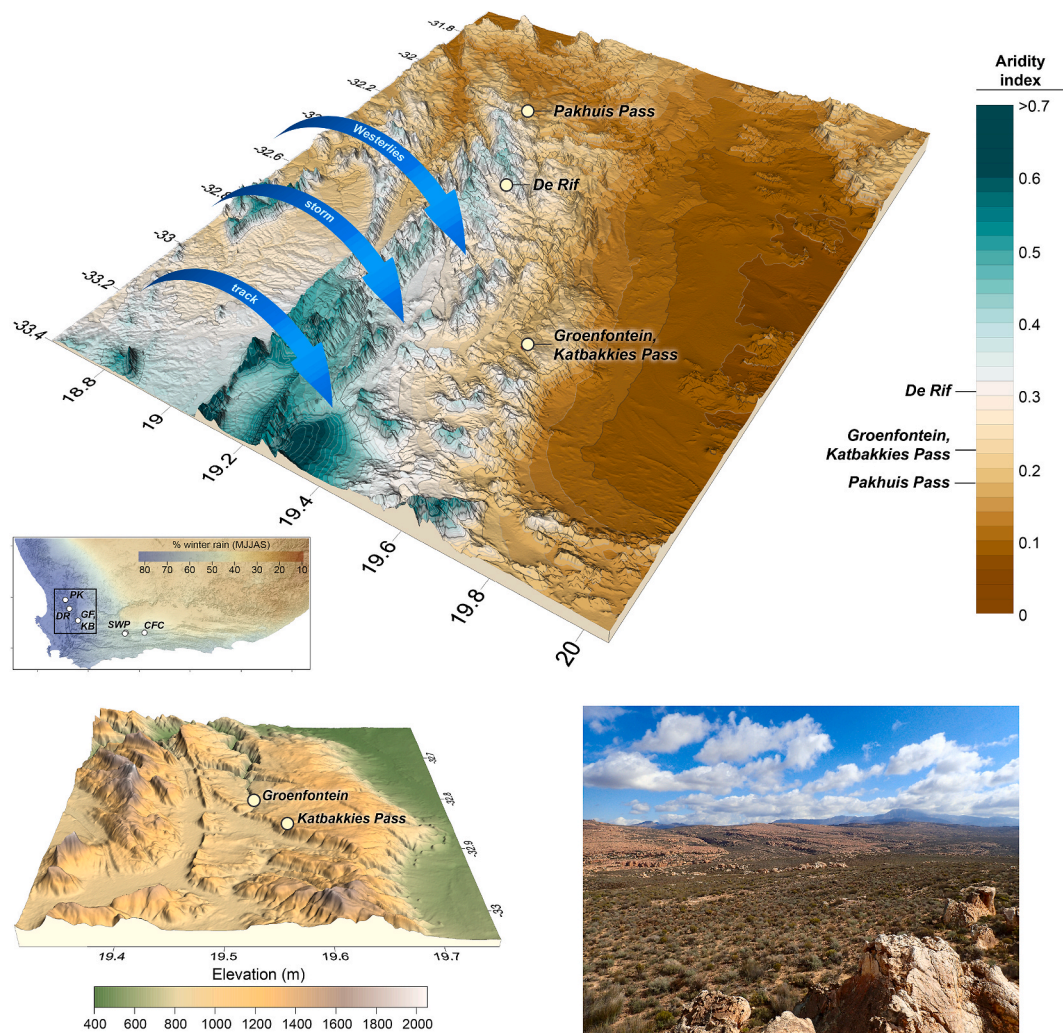 Aridity
index
>0.7
0.6
0.5
0.4
0.3
0.2
0.1
0
De Rif
Groenfontein,
Katbakkies Pass
Pakhuis Pass
-31.8
-32
-32.2
-32.6
-32.8
-33
-33.2
-33.4
18.8
19
19.2
19.4
19.6
19.8
20
Westerlies
storm
track
Pakhuis Pass
De Rif
Groenfontein,
Katbakkies Pass
% winter rain (MJJAS)
80 70 60 50 40 30 20 10
PK
DR
GF,
KB
SWP
CFC
Groenfontein
Katbakkies Pass
-32.8
-32.9
-33
19.4 19.5 19.6 19.7
Elevation (m)
400 600 800 1000 1200 1400 1600 1800 2000